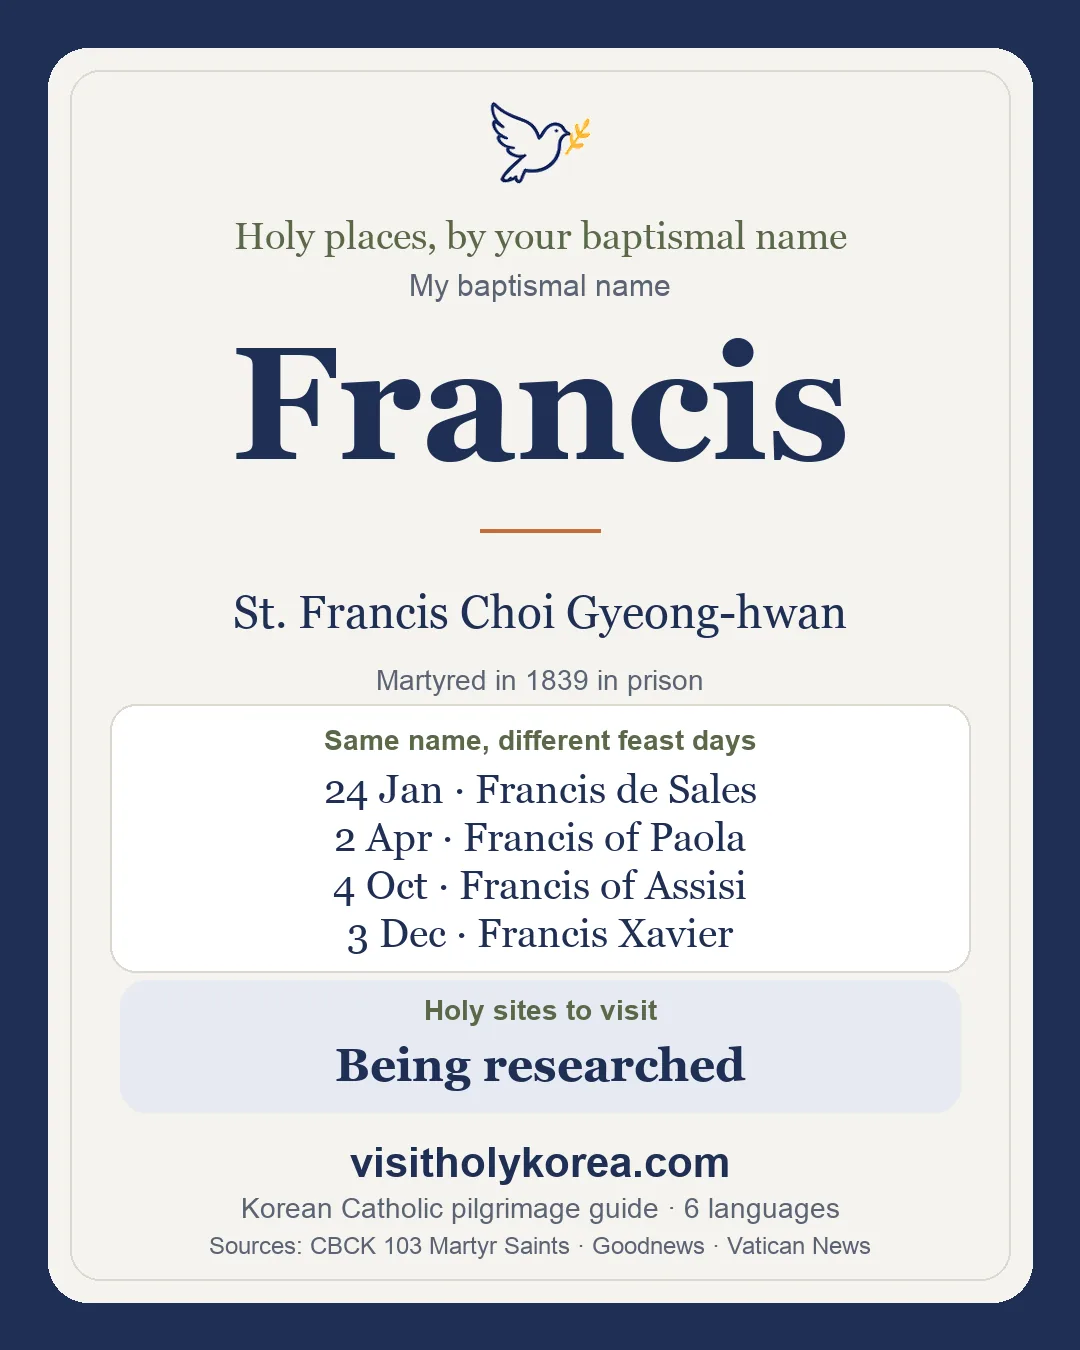 Holy places, by your baptismal name
My baptismal name
Francis
St. Francis Choi Gyeong-hwan
Martyred in 1839 in prison
Same name, different feast days
24 Jan · Francis de Sales
2 Apr · Francis of Paola
4 Oct · Francis of Assisi
3 Dec · Francis Xavier
Holy sites to visit
Being researched
visitholykorea.com
Korean Catholic pilgrimage guide · 6 languages
Sources: CBCK 103 Martyr Saints · Goodnews · Vatican News